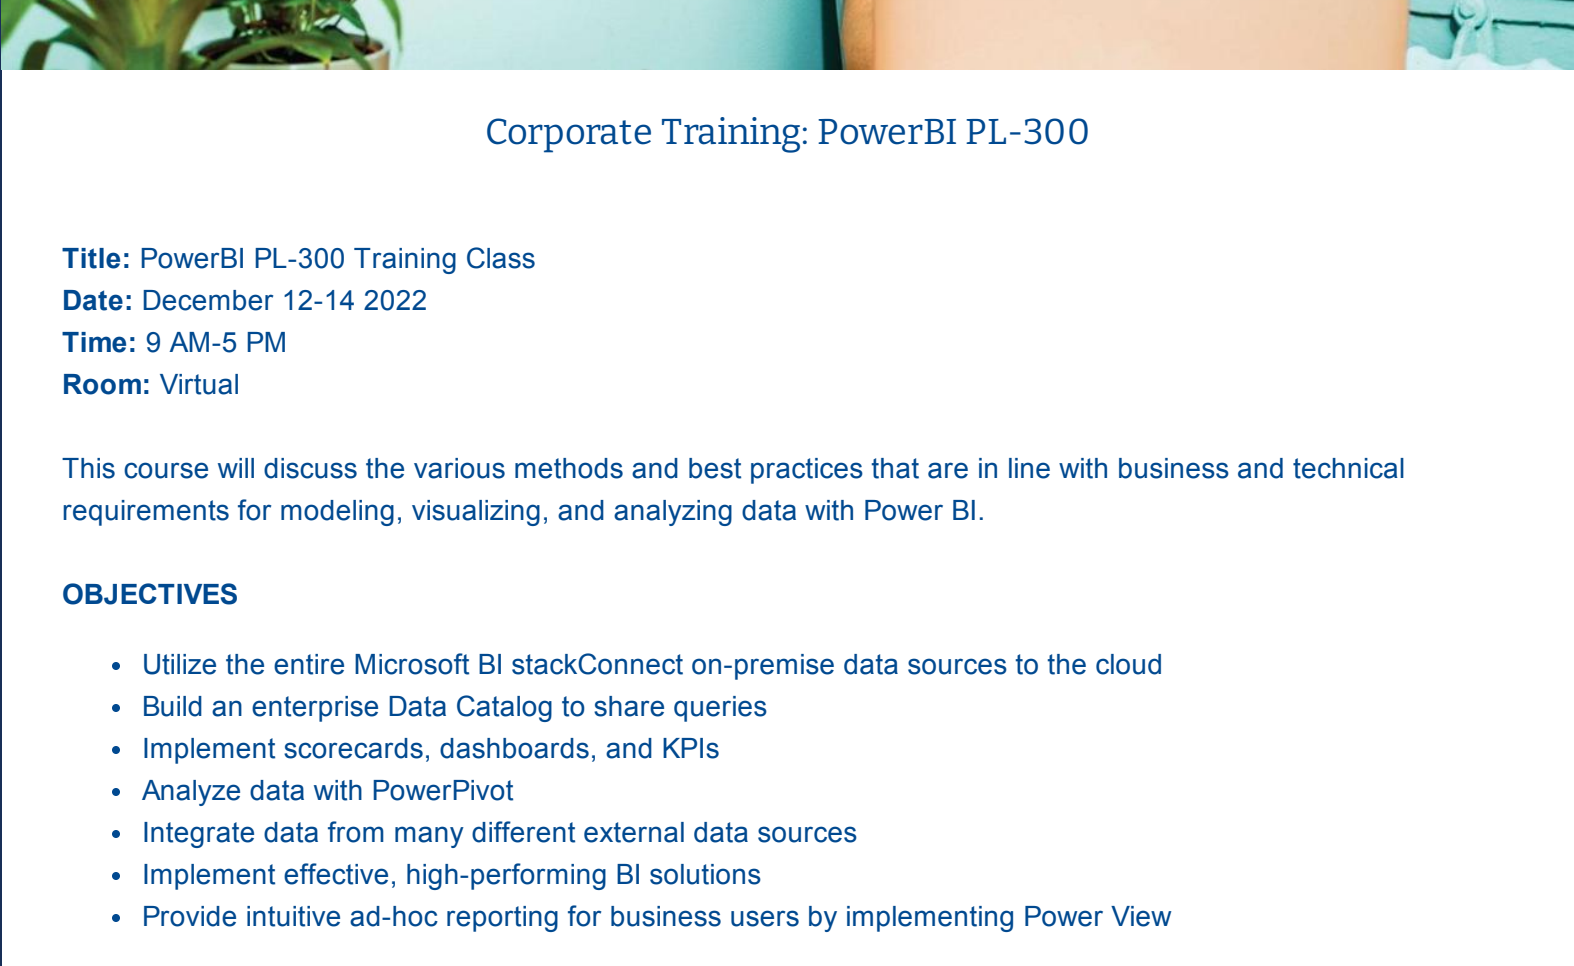 Corporate Training: PowerBI PL-300
Title: PowerBI PL-300 Training Class
Date: December 12-14 2022
Time: 9 AM-5 PM
Room: Virtual
This course will discuss the various methods and best practices that are in line with business and technical
requirements for modeling, visualizing, and analyzing data with Power BI.
OBJECTIVES
• Utilize the entire Microsoft BI stackConnect on-premise data sources to the cloud
• Build an enterprise Data Catalog to share queries
• Implement scorecards, dashboards, and KPIs
• Analyze data with PowerPivot
• Integrate data from many different external data sources
• Implement effective, high-performing BI solutions
• Provide intuitive ad-hoc reporting for business users by implementing Power View